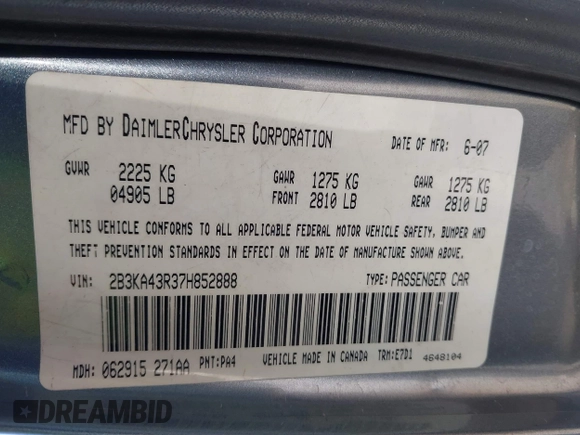 MFD BY DAIMLERCHRYSLER CORPORATION DATE OF MFR: 6-07
GVWR 2225 KG GAWR 1275 KG GAWR 1275 KG
04905 LB FRONT 2810 LB REAR 2810 LB
THIS VEHICLE CONFORMS TO ALL APPLICABLE FEDERAL MOTOR VEHICLE SAFETY, BUMPER AND
THEFT PREVENTION STANDARDS IN EFFECT ON THE DATE OF MANUFACTURE SHOWN ABOVE.
VIN: 2B3KA43R37H852888 TYPE: PASSENGER CAR
MDH: 062915 271AA PNT: PA4 VEHICLE MADE IN CANADA TRM: E7D1 4648104
DREAMBID